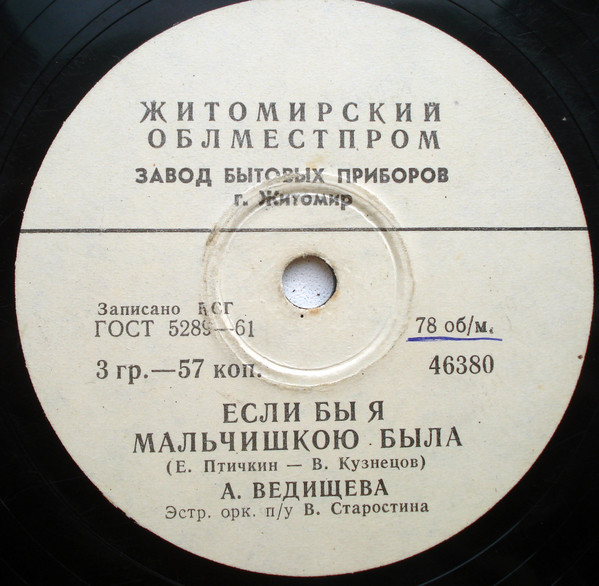 ЖИТОМИРСКИЙ
ОБЛМЕСТПРОМ
ЗАВОД БЫТОВЫХ ПРИБОРОВ
г. Житомир
Записано ВСГ
ГОСТ 5289—61
78 об/м.
3 гр.—57 коп.
46380
ЕСЛИ БЫ Я
МАЛЬЧИШКОЮ БЫЛА
(Е. Птичкин — В. Кузнецов)
А. ВЕДИЩЕВА
Эстр. орк. п/у В. Старостина